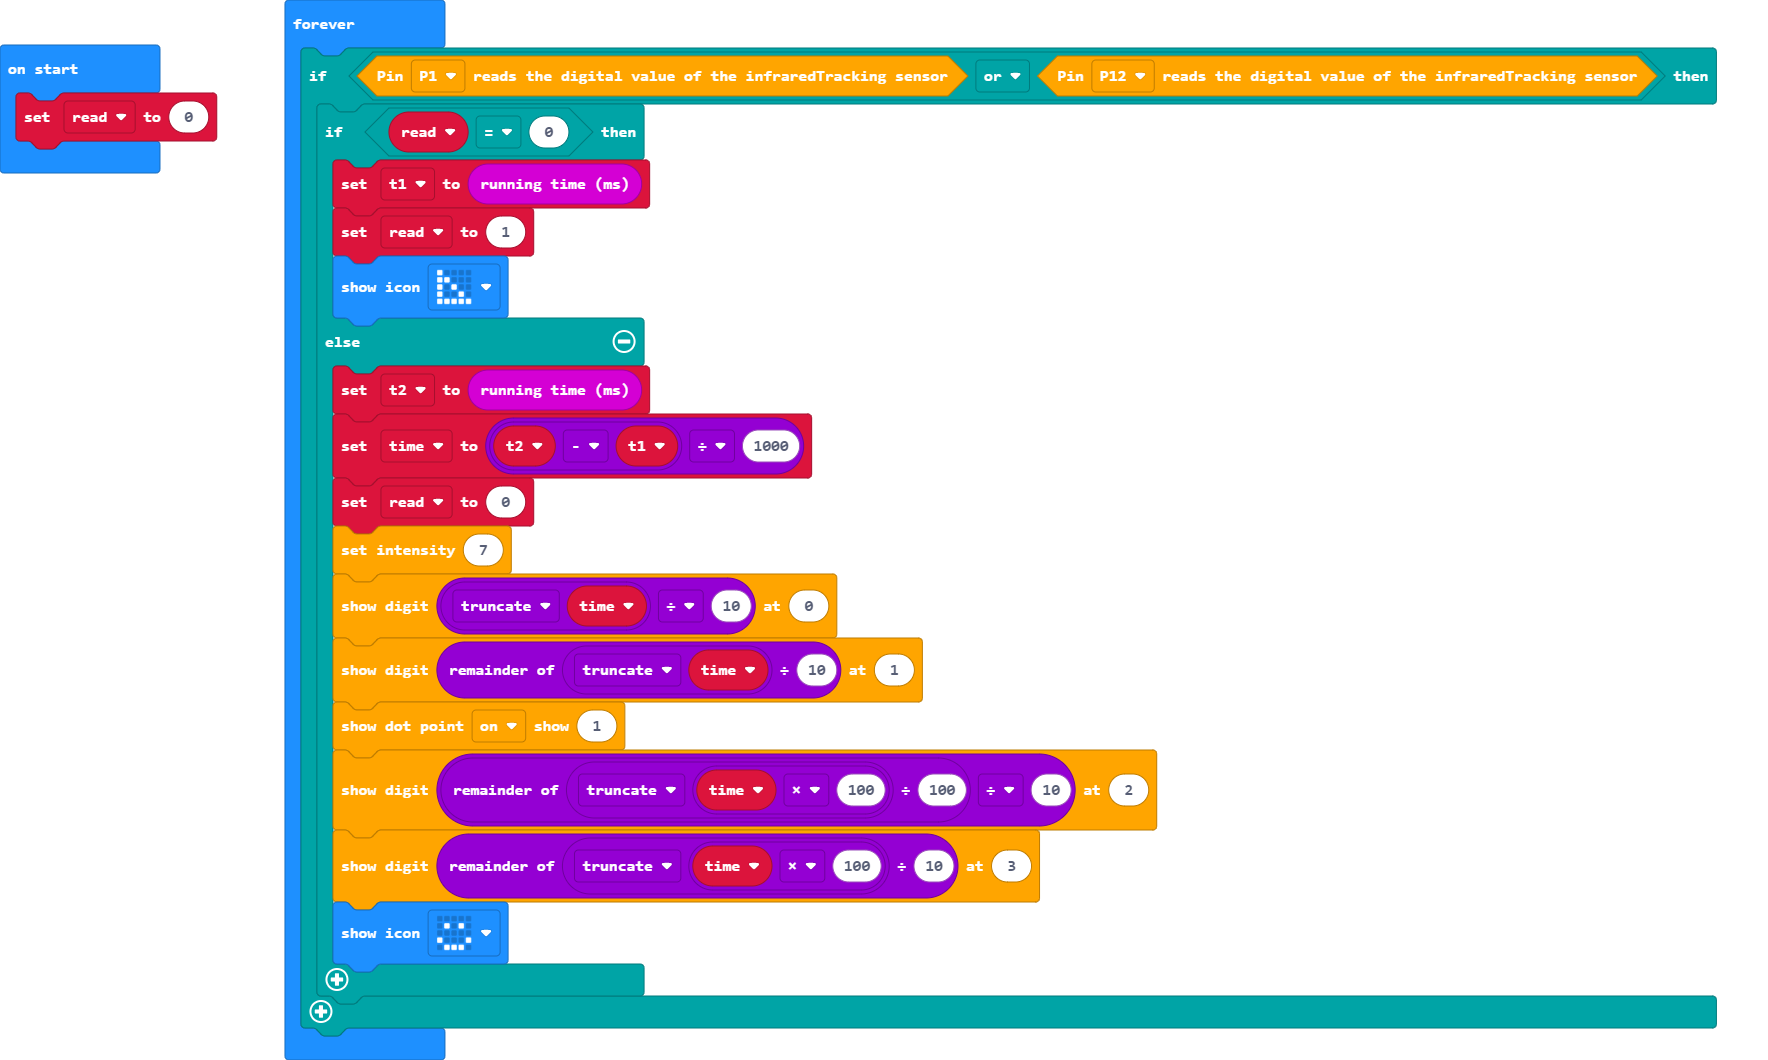 on start
set read to 0
forever
if Pin P1 reads the digital value of the infraredTracking sensor or Pin P12 reads the digital value of the infraredTracking sensor then
if read = 0 then
set t1 to running time (ms)
set read to 1
show icon
else
set t2 to running time (ms)
set time to t2 - t1 ÷ 1000
set read to 0
set intensity 7
show digit truncate time ÷ 10 at 0
show digit remainder of truncate time ÷ 10 at 1
show dot point on show 1
show digit remainder of truncate time × 100 ÷ 100 ÷ 10 at 2
show digit remainder of truncate time × 100 ÷ 10 at 3
show icon